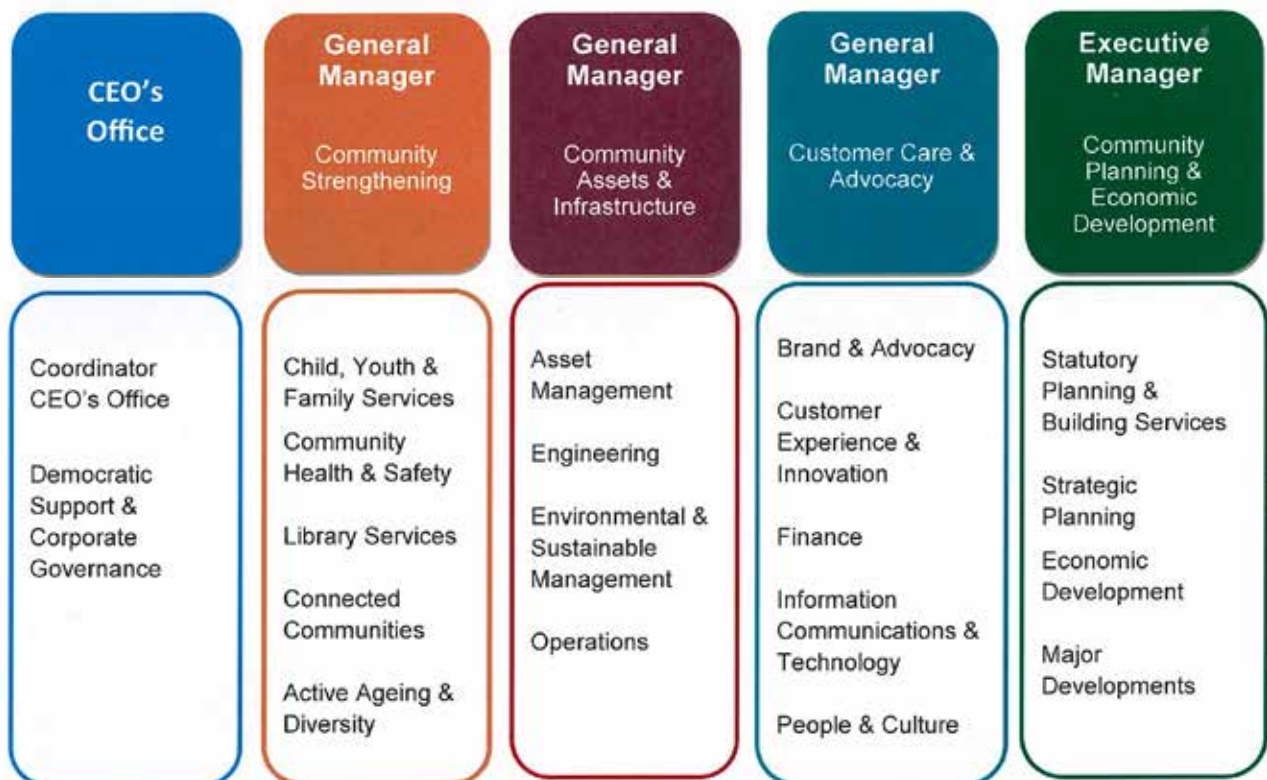 CEO's
Office
General
Manager
Community
Strengthening
General
Manager
Community
Assets &
Infrastructure
General
Manager
Customer Care &
Advocacy
Executive
Manager
Community
Planning &
Economic
Development
Coordinator
CEO's Office
Democratic
Support &
Corporate
Governance
Child, Youth &
Family Services
Community
Health & Safety
Library Services
Connected
Communities
Active Ageing &
Diversity
Asset
Management
Engineering
Environmental &
Sustainable
Management
Operations
Brand & Advocacy
Customer
Experience &
Innovation
Finance
Information
Communications &
Technology
People & Culture
Statutory
Planning &
Building Services
Strategic
Planning
Economic
Development
Major
Developments